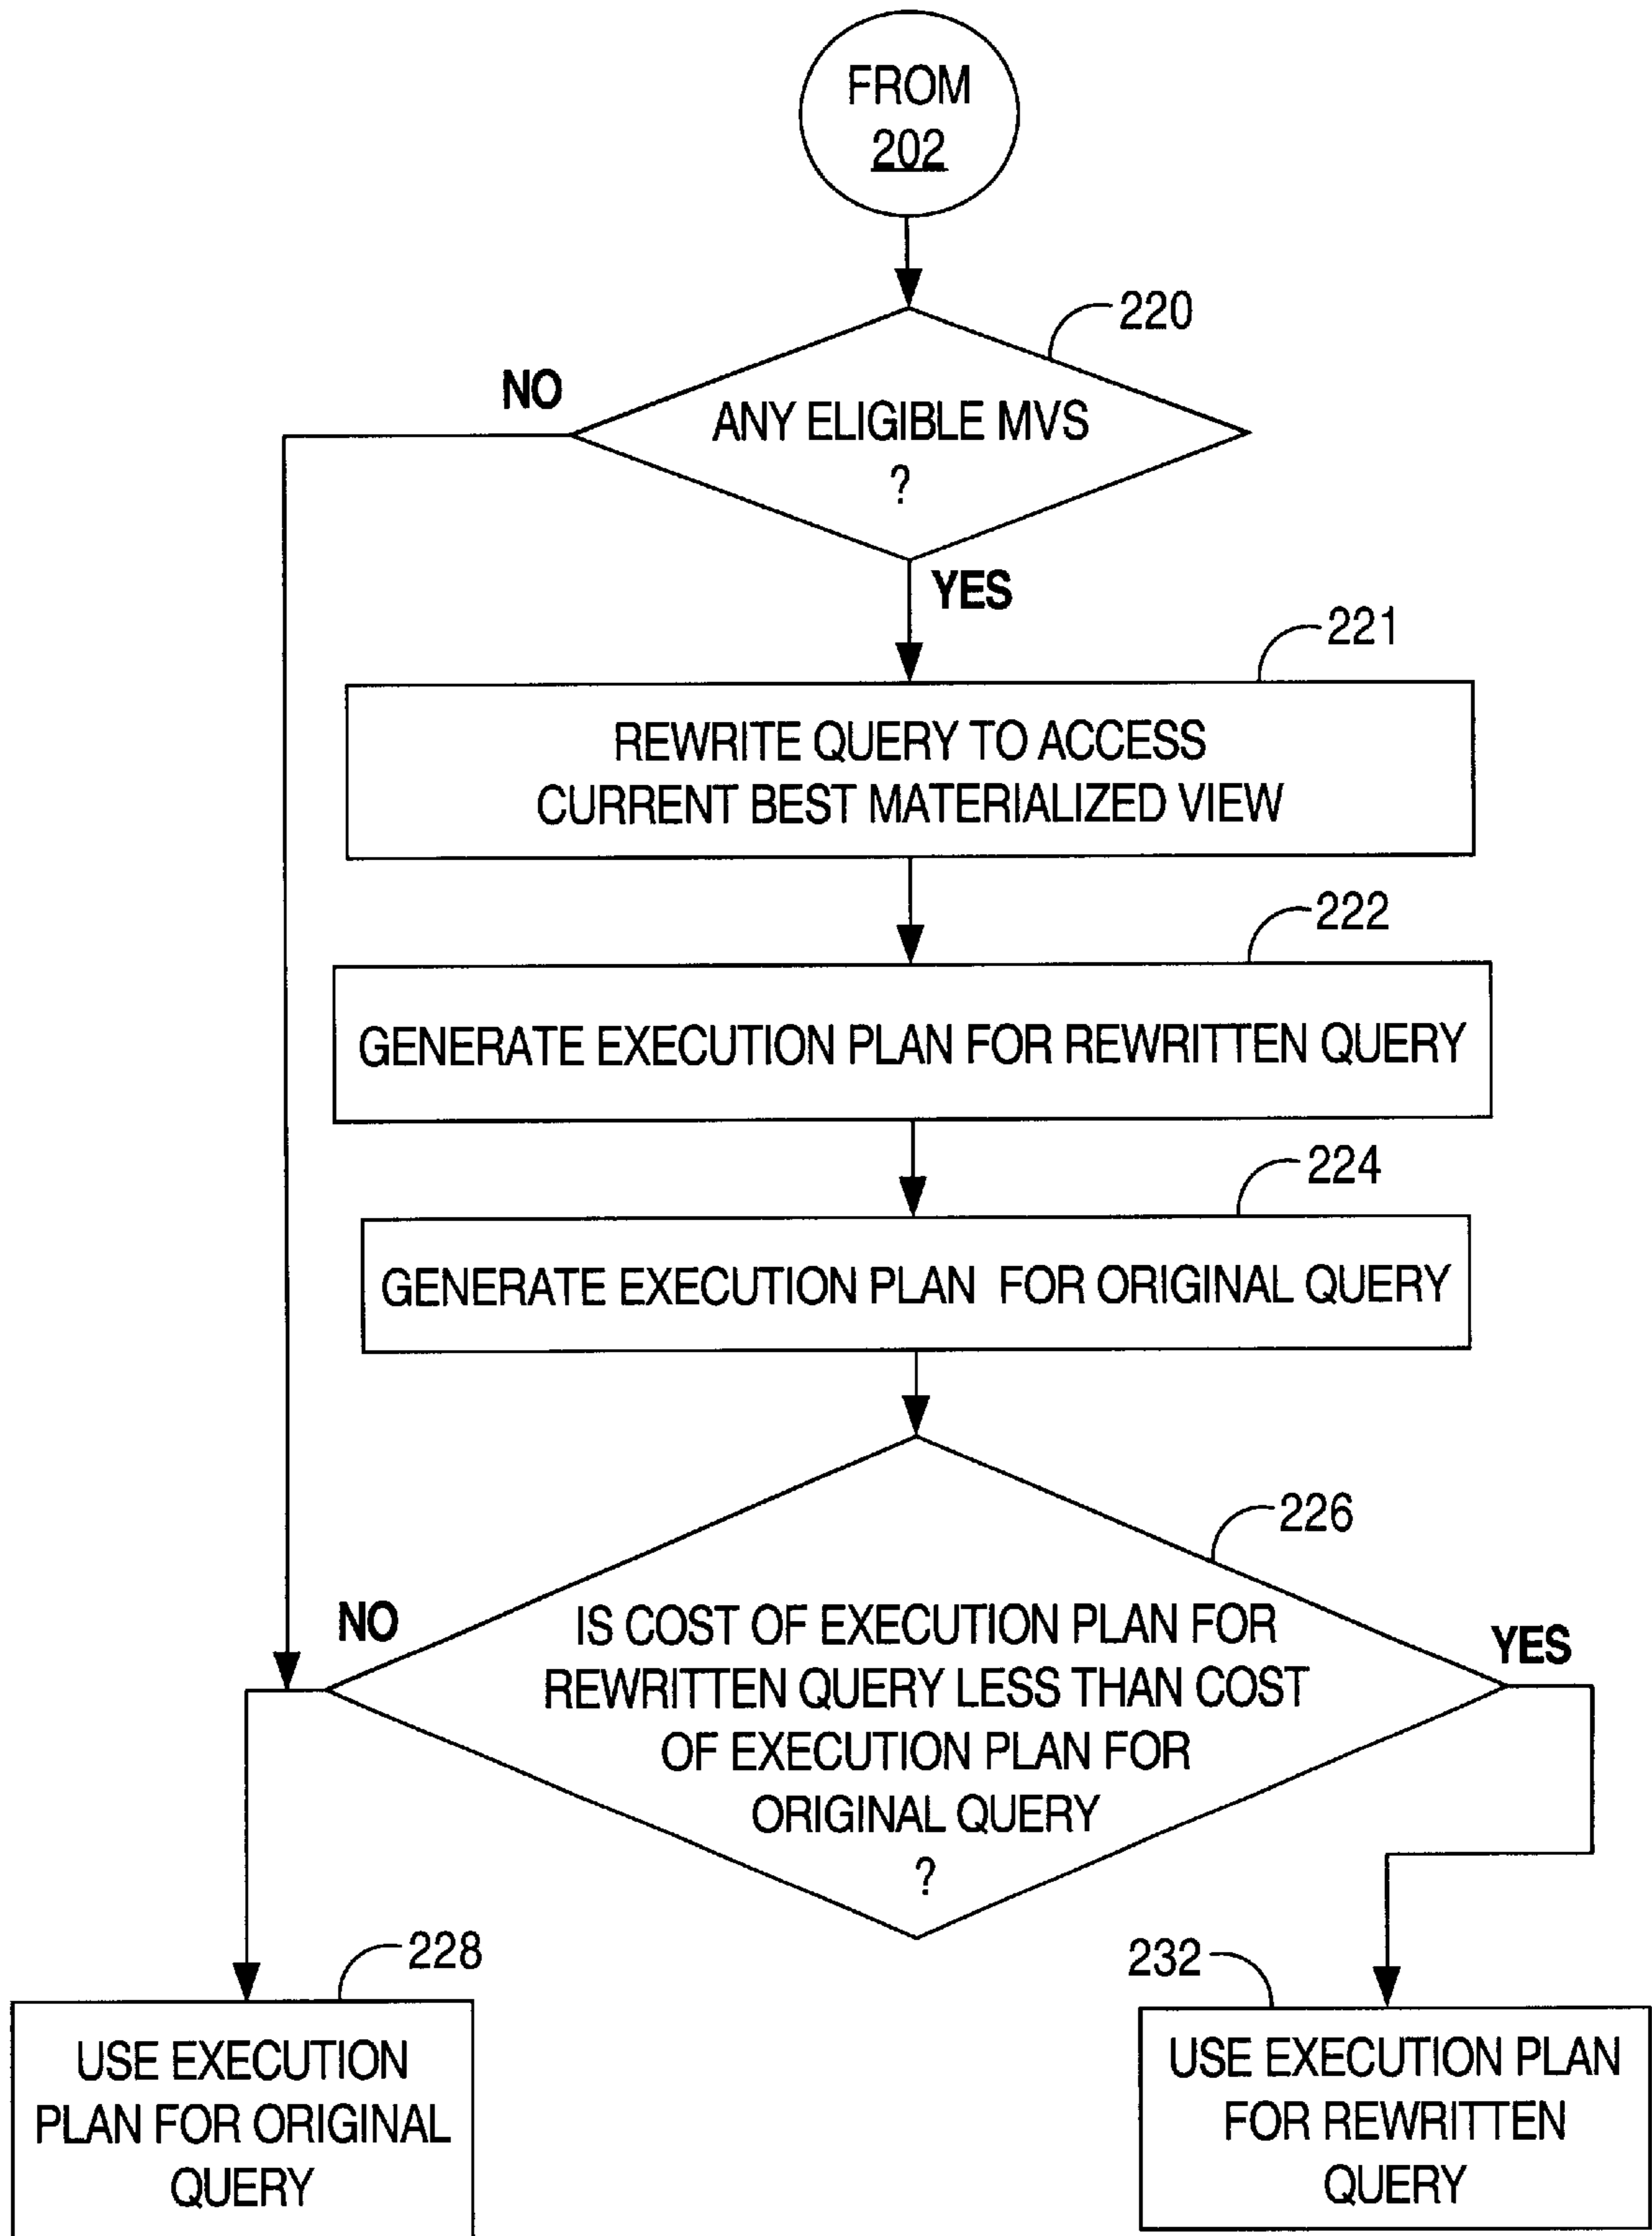 FROM
202
220
NO
ANY ELIGIBLE MVS
?
YES
221
REWRITE QUERY TO ACCESS
CURRENT BEST MATERIALIZED VIEW
222
GENERATE EXECUTION PLAN FOR REWRITTEN QUERY
224
GENERATE EXECUTION PLAN FOR ORIGINAL QUERY
226
NO
IS COST OF EXECUTION PLAN FOR
REWRITTEN QUERY LESS THAN COST
OF EXECUTION PLAN FOR
ORIGINAL QUERY
?
YES
228
USE EXECUTION
PLAN FOR ORIGINAL
QUERY
232
USE EXECUTION PLAN
FOR REWRITTEN
QUERY